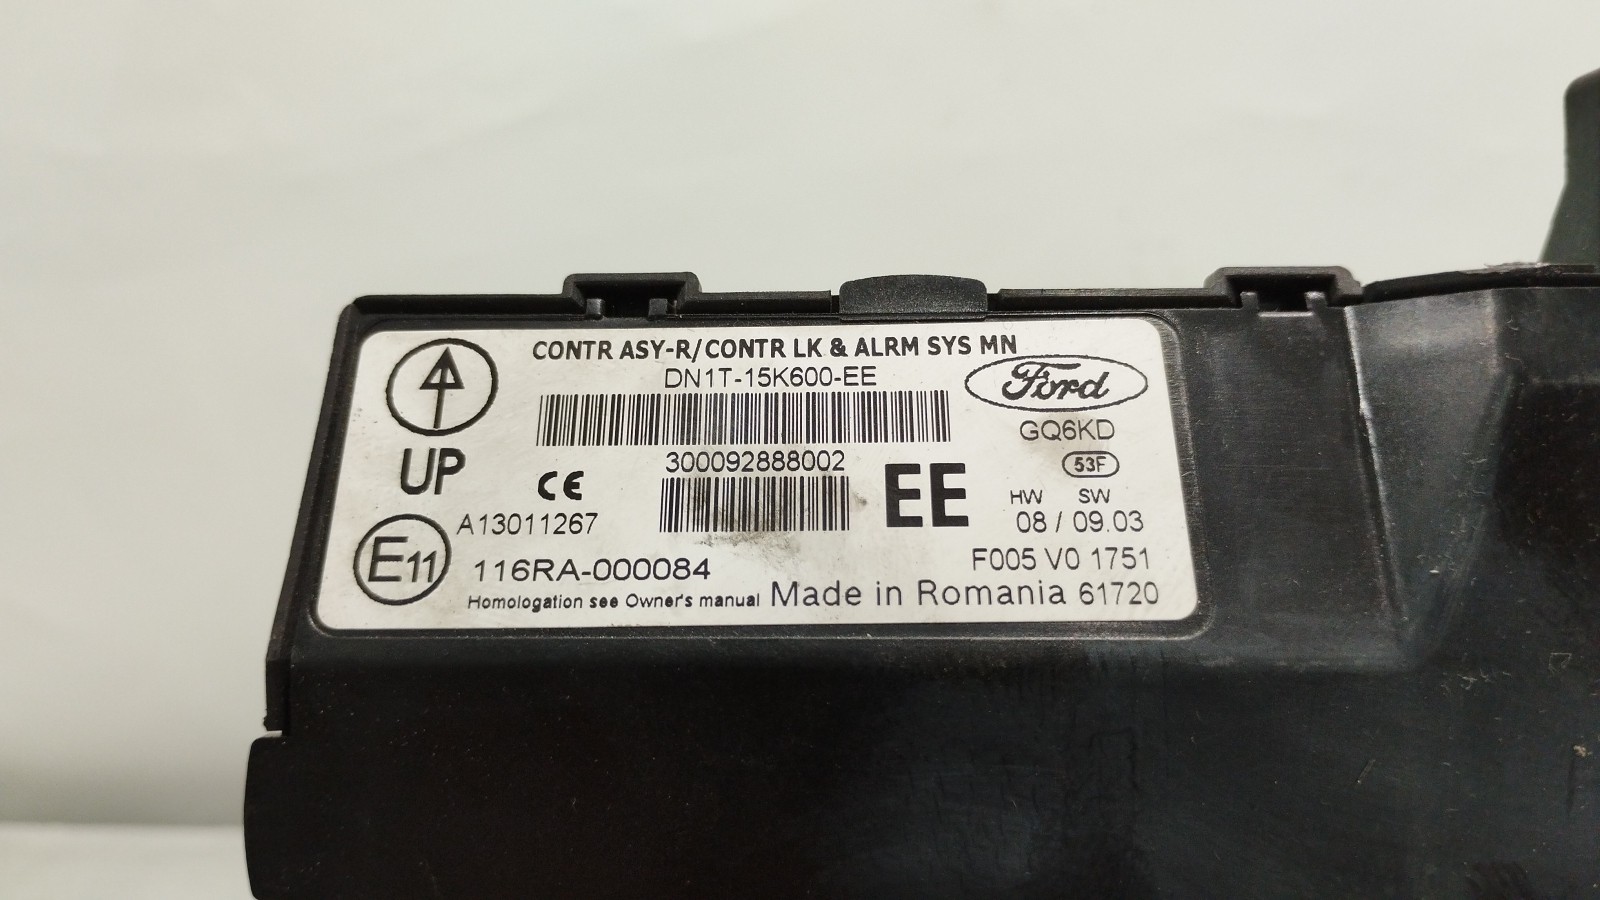 CONTR ASY-R/CONTR LK & ALRM SYS MN
DN1T-15K600-EE
Ford
GQ6KD
UP
CE
300092888002
EE
53F
HW SW
08 / 09.03
A13011267
E11
116RA-000084
F005 V0 1751
Homologation see Owner's manual Made in Romania 61720